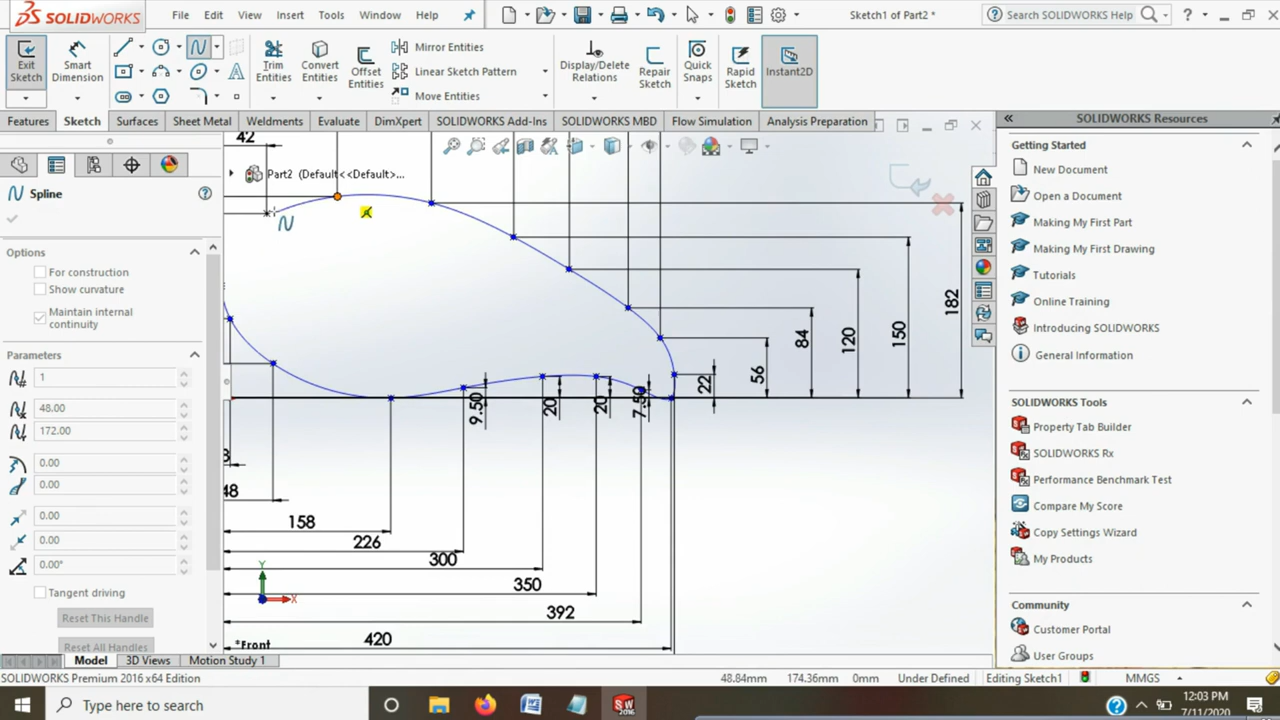 SOLIDWORKS
File Edit View Insert Tools Window Help
Sketch1 of Part2 *
Search SOLIDWORKS Help
Exit Sketch
Smart Dimension
Trim Entities
Convert Entities
Offset Entities
Mirror Entities
Linear Sketch Pattern
Move Entities
Display/Delete Relations
Repair Sketch
Quick Snaps
Rapid Sketch
Instant2D
Features Sketch Surfaces Sheet Metal Weldments Evaluate DimXpert SOLIDWORKS Add-Ins SOLIDWORKS MBD Flow Simulation Analysis Preparation
Spline
Options
For construction
Show curvature
Maintain internal
continuity
Parameters
1
48.00
172.00
0.00
0.00
0.00
0.00
0.00°
Tangent driving
Reset This Handle
Reset All Handles
42
Part2 (Default<<Default>...
182
150
120
84
56
22
9.50
20
20
7.50
48
158
226
300
350
392
420
Y
X
*Front
SOLIDWORKS Resources
Getting Started
New Document
Open a Document
Making My First Part
Making My First Drawing
Tutorials
Online Training
Introducing SOLIDWORKS
General Information
SOLIDWORKS Tools
Property Tab Builder
SOLIDWORKS Rx
Performance Benchmark Test
Compare My Score
Copy Settings Wizard
My Products
Community
Customer Portal
User Groups
Model 3D Views Motion Study 1
SOLIDWORKS Premium 2016 x64 Edition
48.84mm 174.36mm 0mm Under Defined Editing Sketch1 MMGS
Type here to search
12:03 PM
7/11/2020